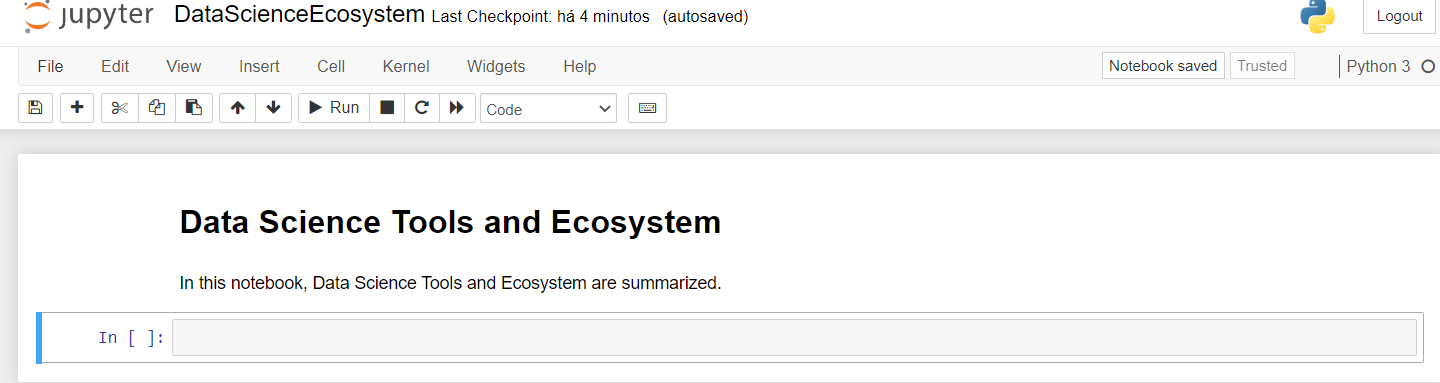 jupyter DataScienceEcosystem Last Checkpoint: há 4 minutos (autosaved) Logout
File Edit View Insert Cell Kernel Widgets Help Notebook saved Trusted Python 3
Run Code
Data Science Tools and Ecosystem
In this notebook, Data Science Tools and Ecosystem are summarized.
In [ ]: